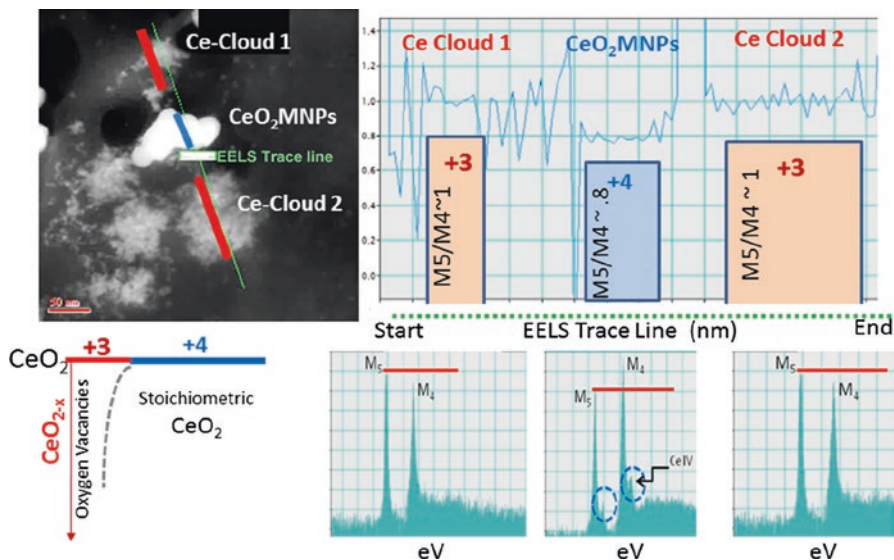 Ce-Cloud 1
CeO2MNPs
EELS Trace line
Ce-Cloud 2
50 nm
1.4
1.2
1.0
0.8
0.6
0.4
0.2
0.0
Ce Cloud 1
CeO2MNPs
Ce Cloud 2
+3
M5/M4~1
+4
M5/M4~ .8
+3
M5/M4~ 1
Start
EELS Trace Line (nm)
End
+3
+4
CeO2
CeO2-x
Oxygen Vacancies
Stoichiometric
CeO2
M5
M4
eV
M4
M5
CeIV
eV
M5
M4
eV